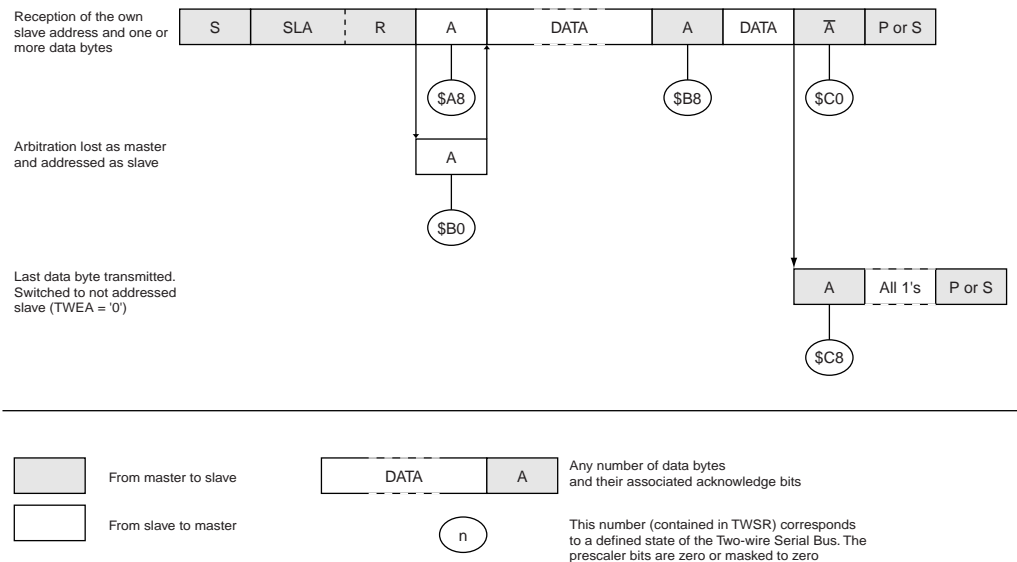 Reception of the own
slave address and one or
more data bytes
S SLA R A DATA A DATA A̅ P or S
$A8 $B8 $C0
Arbitration lost as master
and addressed as slave
A
$B0
Last data byte transmitted.
Switched to not addressed
slave (TWEA = '0')
A All 1's P or S
$C8
From master to slave
DATA A
Any number of data bytes
and their associated acknowledge bits
From slave to master
n
This number (contained in TWSR) corresponds
to a defined state of the Two-wire Serial Bus. The
prescaler bits are zero or masked to zero